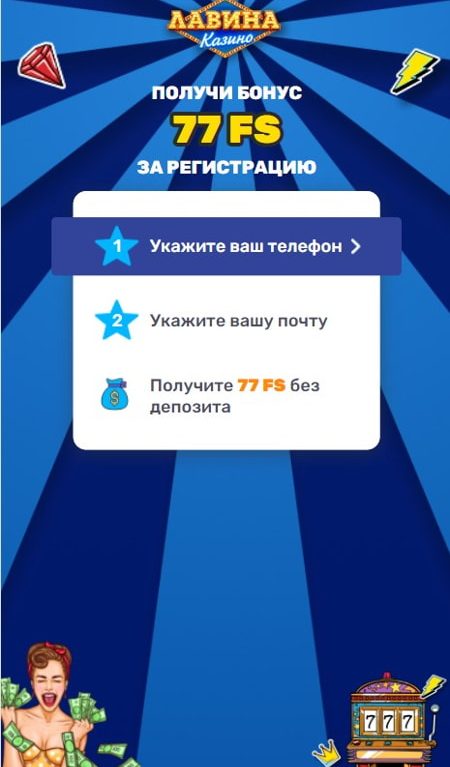 ЛАВИНА
Казино
ПОЛУЧИ БОНУС
77 FS
ЗА РЕГИСТРАЦИЮ
1 Укажите ваш телефон
2 Укажите вашу почту
$ Получите 77 FS без
депозита
777